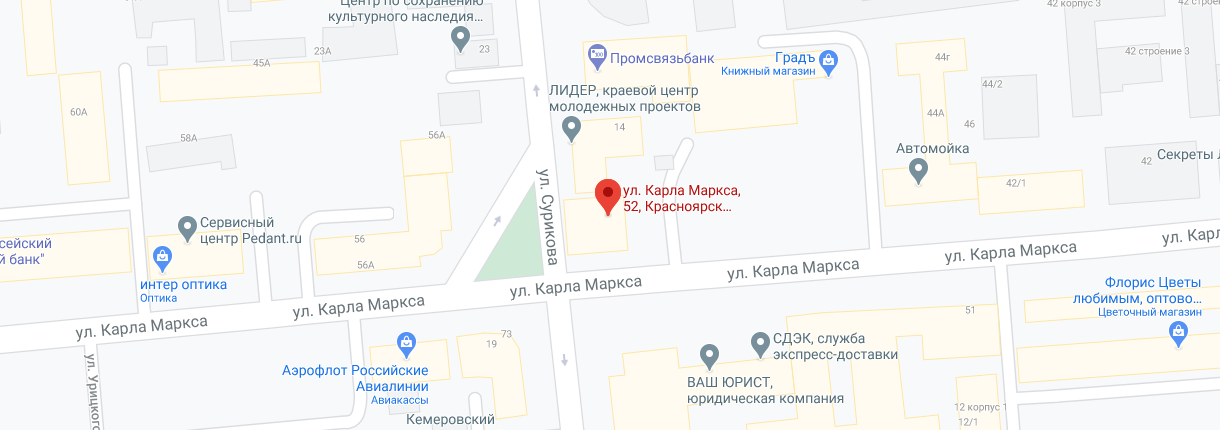 Центр по сохранению
культурного наследия...
42 корпус 3
42 строение 3
23А
23
45А
Промсвязьбанк
Градъ
Книжный магазин
44г
44/2
60А
ЛИДЕР, краевой центр
молодежных проектов
14
44А
46
58А
56А
Автомойка
42
Секреты
42/1
ул. Сурикова
ул. Карла Маркса,
52, Красноярск...
Сервисный
центр Pedant.ru
56
56А
банк"
интер оптика
Оптика
ул. Карла Маркса
ул. Карла Маркса
ул. Карла Маркса
ул. Карла Маркса
ул. Карла Маркса
ул. К
Флорис Цветы
любимым, оптово...
Цветочный магазин
51
73
19
СДЭК, служба
экспресс-доставки
ул. Урицкого
Аэрофлот Российские
Авиалинии
Авиакассы
ВАШ ЮРИСТ,
юридическая компания
Кемеровский
12 корпус 1
12/1